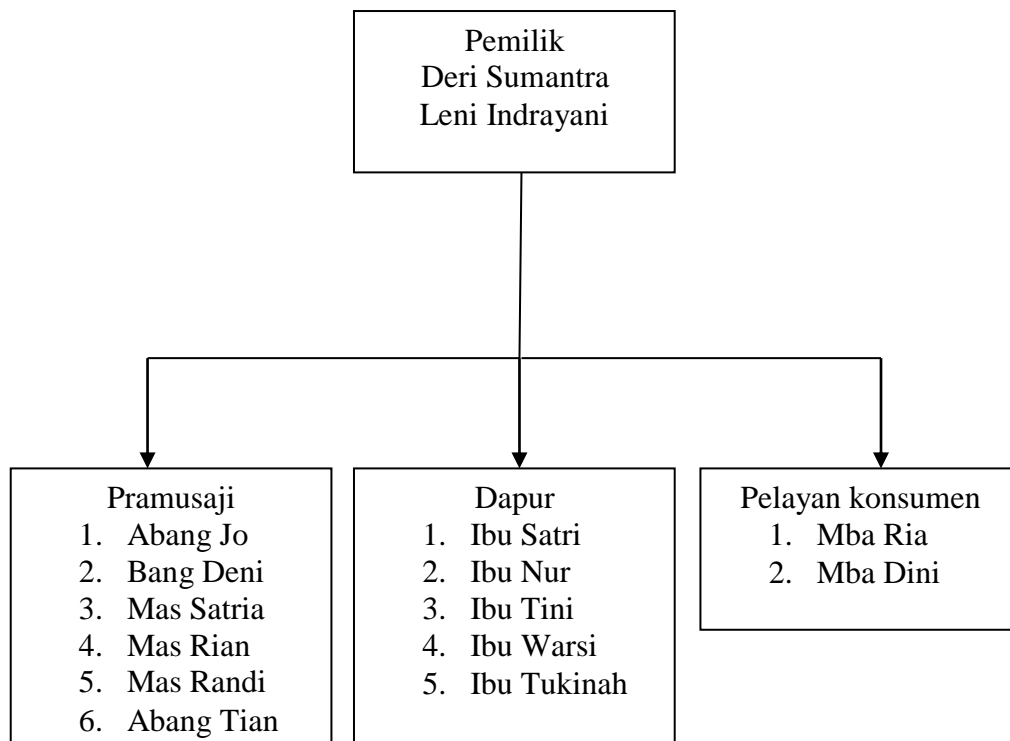 Pemilik
Deri Sumantra
Leni Indrayani
Pramusaji
1. Abang Jo
2. Bang Deni
3. Mas Satria
4. Mas Rian
5. Mas Randi
6. Abang Tian
Dapur
1. Ibu Satri
2. Ibu Nur
3. Ibu Tini
4. Ibu Warsi
5. Ibu Tukinah
Pelayan konsumen
1. Mba Ria
2. Mba Dini